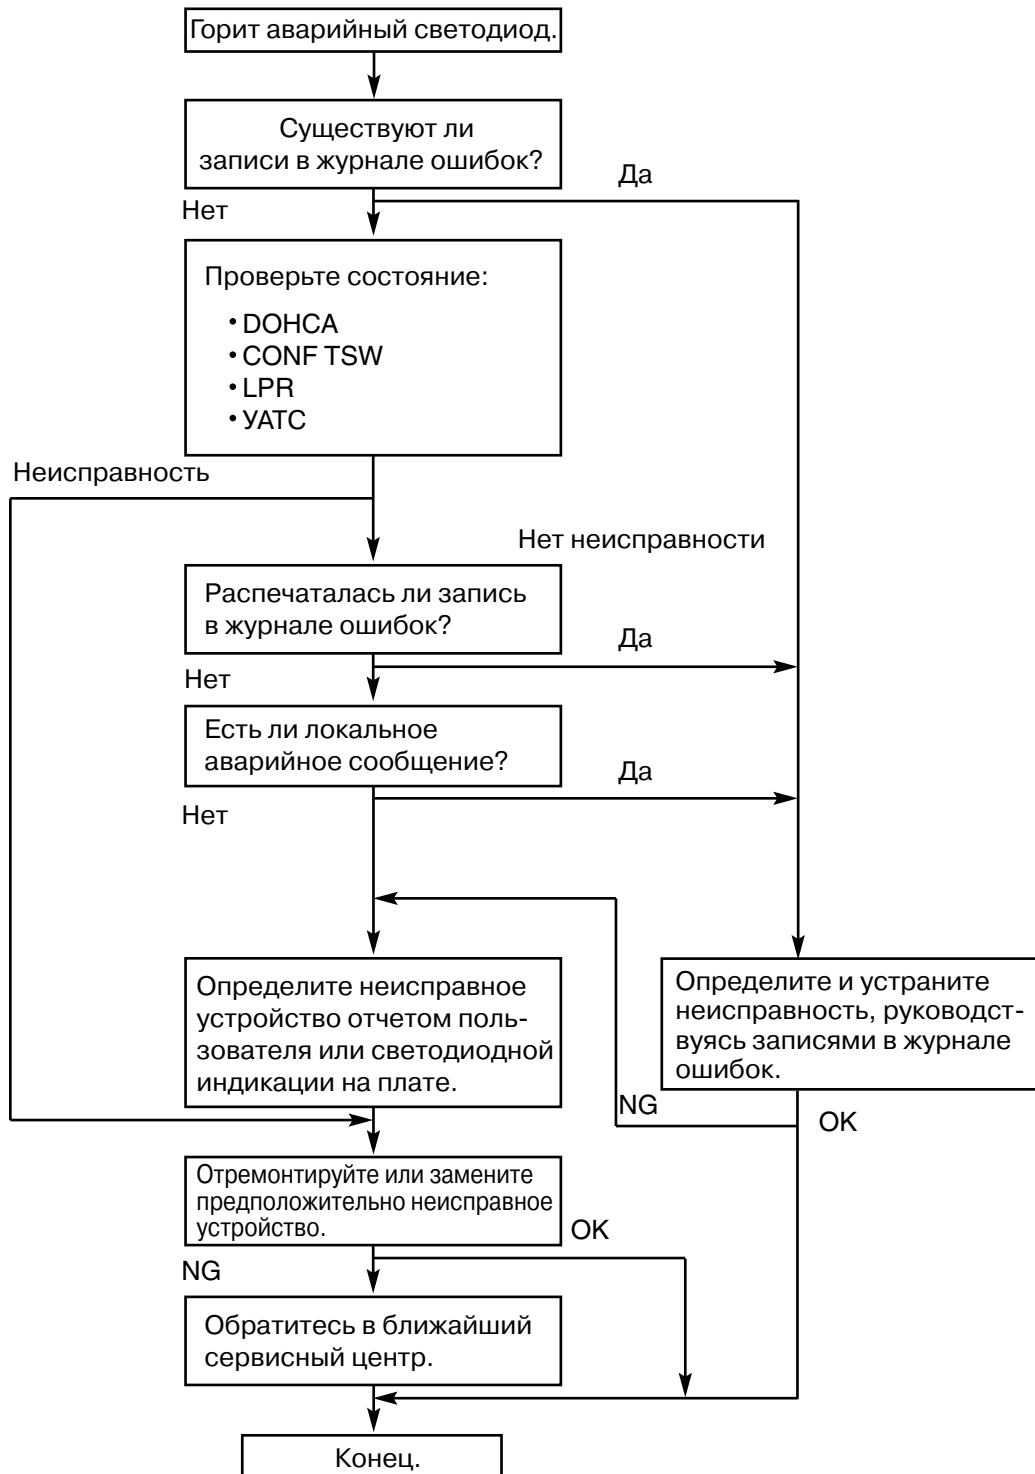 Горит аварийный светодиод.
Существуют ли
записи в журнале ошибок?
Да
Нет
Проверьте состояние:
• DOHCA
• CONF TSW
• LPR
• УАТС
Неисправность
Нет неисправности
Распечаталась ли запись
в журнале ошибок?
Да
Нет
Есть ли локальное
аварийное сообщение?
Да
Нет
Определите неисправное
устройство отчетом поль-
зователя или светодиодной
индикации на плате.
Определите и устраните
неисправность, руководст-
вуясь записями в журнале
ошибок.
NG
OK
Отремонтируйте или замените
предположительно неисправное
устройство.
OK
NG
Обратитесь в ближайший
сервисный центр.
Конец.